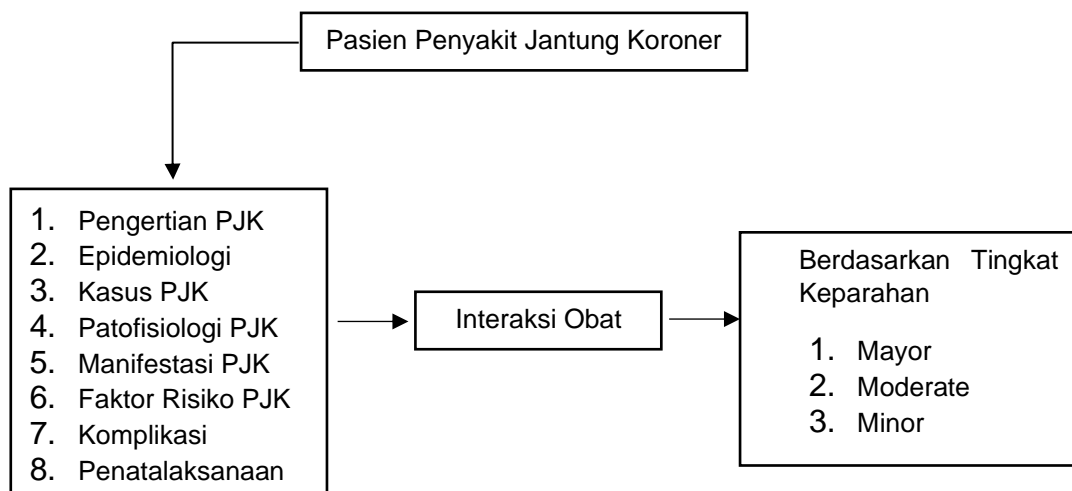 Pasien Penyakit Jantung Koroner
1. Pengertian PJK
2. Epidemiologi
3. Kasus PJK
4. Patofisiologi PJK
5. Manifestasi PJK
6. Faktor Risiko PJK
7. Komplikasi
8. Penatalaksanaan
Interaksi Obat
Berdasarkan Tingkat
Keparahan
1. Mayor
2. Moderate
3. Minor